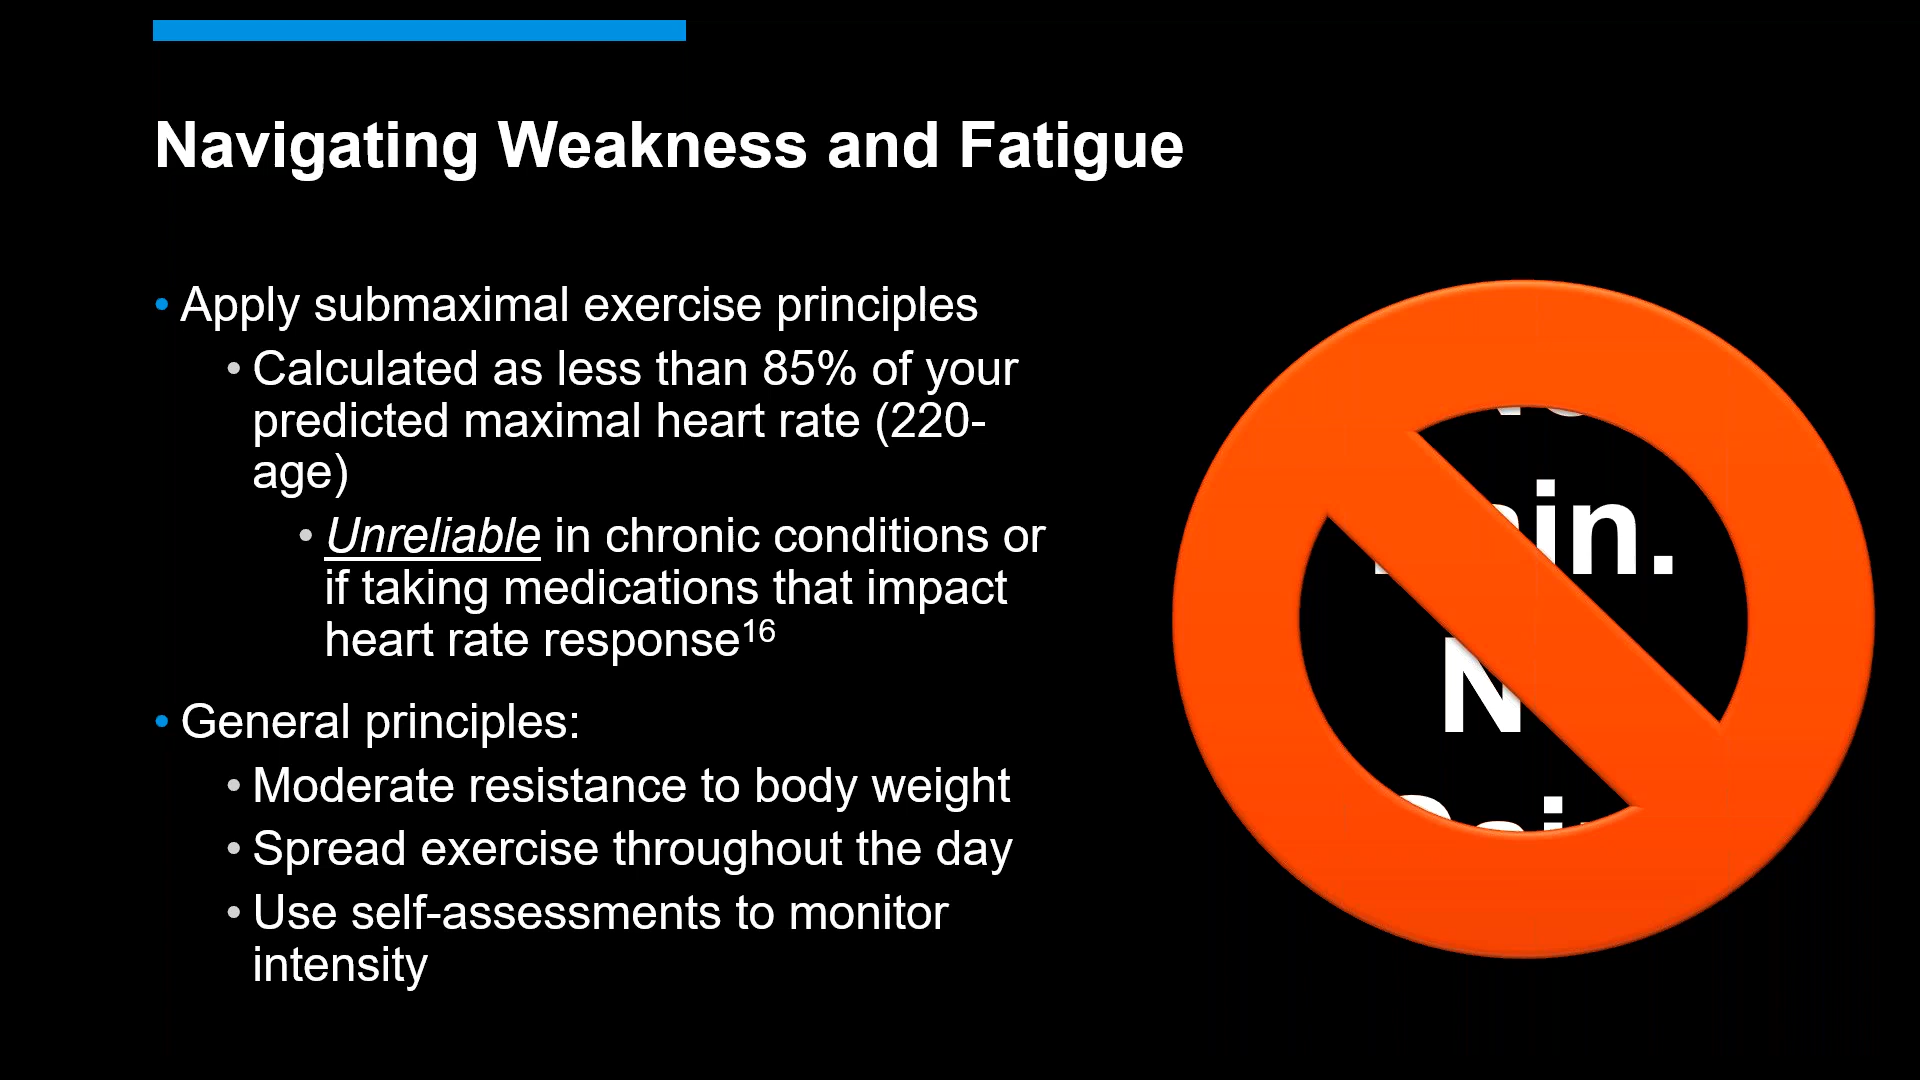 Navigating Weakness and Fatigue
• Apply submaximal exercise principles
• Calculated as less than 85% of your
predicted maximal heart rate (220-
age)
• Unreliable in chronic conditions or
if taking medications that impact
heart rate response16
• General principles:
• Moderate resistance to body weight
• Spread exercise throughout the day
• Use self-assessments to monitor
intensity